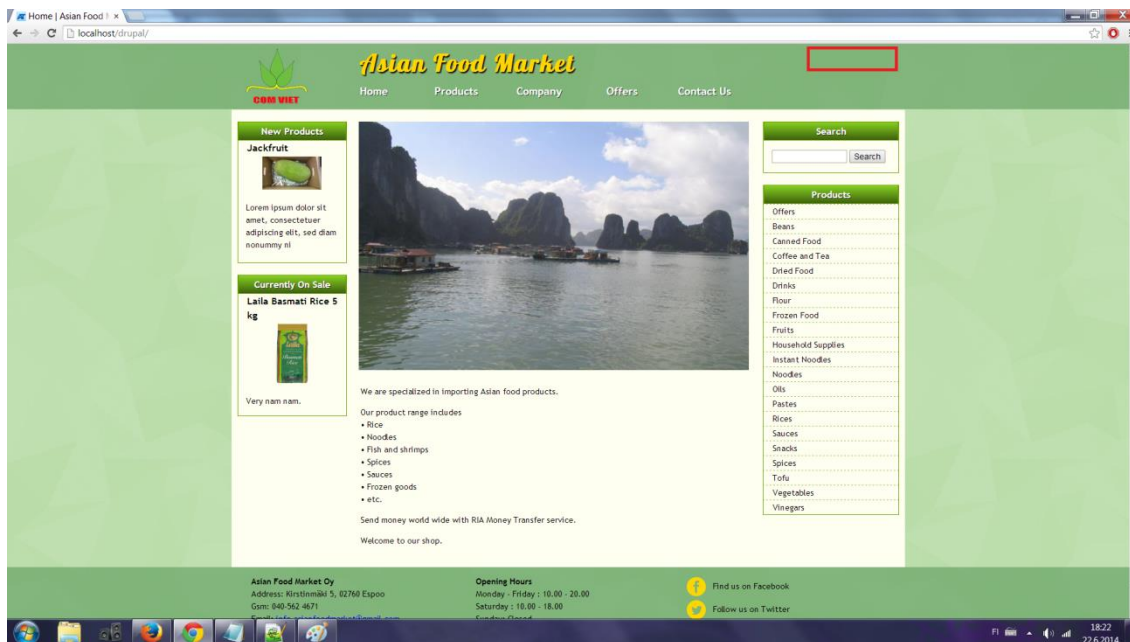 Home | Asian Food
localhost/drupal/
COM VIET
Asian Food Market
Home Products Company Offers Contact Us
New Products
Jackfruit
Lorem ipsum dolor sit
amet, consectetuer
adipiscing elit, sed diam
nonummy ni
Currently On Sale
Laila Basmati Rice 5
kg
Very nam nam.
We are specialized in importing Asian food products.
Our product range includes
• Rice
• Noodles
• Fish and shrimps
• Spices
• Sauces
• Frozen goods
• etc.
Send money world wide with RIA Money Transfer service.
Welcome to our shop.
Search
Search
Products
Offers
Beans
Canned Food
Coffee and Tea
Dried Food
Drinks
Flour
Frozen Food
Fruits
Household Supplies
Instant Noodles
Noodles
Oils
Pastes
Rices
Sauces
Snacks
Spices
Tofu
Vegetables
Vinegars
Asian Food Market Oy
Address: Kirstinmäki 5, 02760 Espoo
Gsm: 040-562 4671
Opening Hours
Monday - Friday : 10.00 - 20.00
Saturday : 10.00 - 18.00
Sunday: Closed
Find us on Facebook
Follow us on Twitter
FI
18:22
22.6.2014